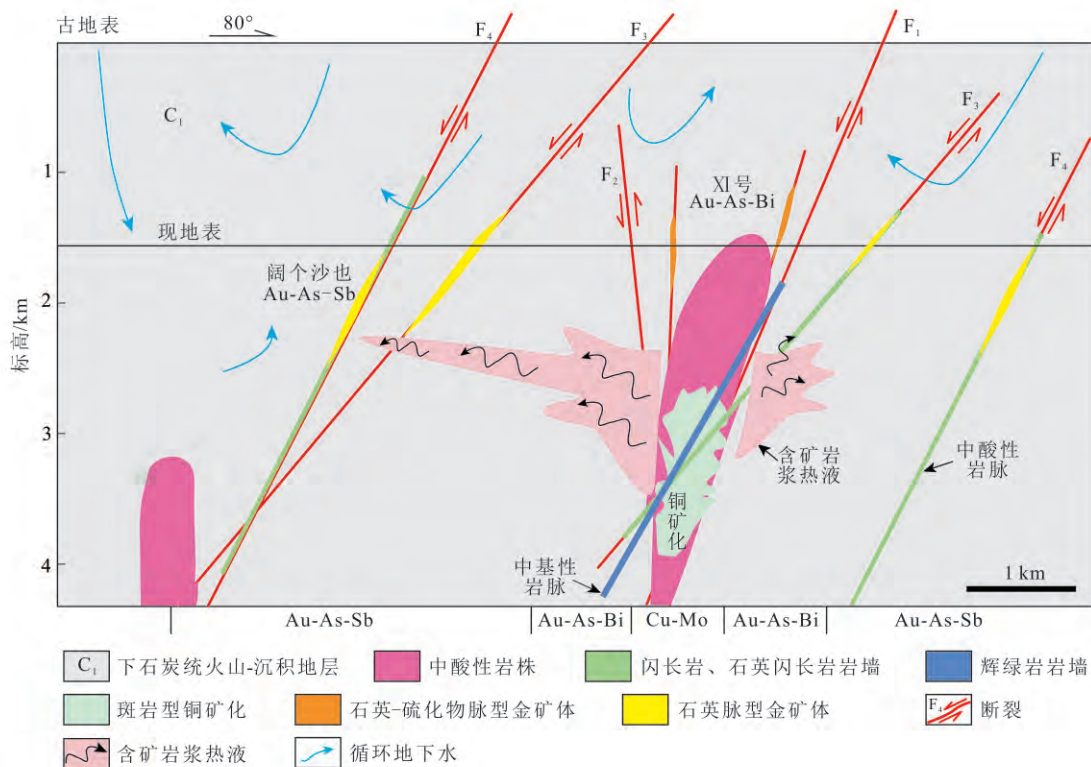 古地表
80°
F₄
F₃
F₁
C₁
F₂
XI号
Au-As-Bi
F₃
F₄
1
现地表
阔个沙也
Au-As-Sb
2
标高/km
3
含矿岩
浆热液
中酸性
岩脉
铜矿化
4
中基性
岩脉
1 km
Au-As-Sb
Au-As-Bi
Cu-Mo
Au-As-Bi
Au-As-Sb
C₁ 下石炭统火山-沉积地层
中酸性岩株
闪长岩、石英闪长岩岩墙
辉绿岩岩墙
斑岩型铜矿化
石英-硫化物脉型金矿体
石英脉型金矿体
F₄ 断裂
含矿岩浆热液
循环地下水